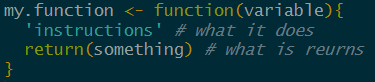 my.function <- function(variable){
  'instructions' # what it does
  return(something) # what is reurns
}